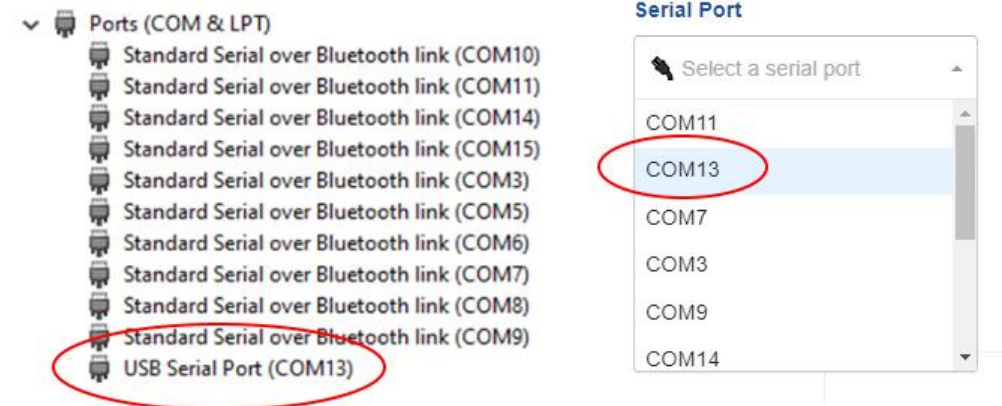 Ports (COM & LPT)
Standard Serial over Bluetooth link (COM10)
Standard Serial over Bluetooth link (COM11)
Standard Serial over Bluetooth link (COM14)
Standard Serial over Bluetooth link (COM15)
Standard Serial over Bluetooth link (COM3)
Standard Serial over Bluetooth link (COM5)
Standard Serial over Bluetooth link (COM6)
Standard Serial over Bluetooth link (COM7)
Standard Serial over Bluetooth link (COM8)
Standard Serial over Bluetooth link (COM9)
USB Serial Port (COM13)
Serial Port
Select a serial port
COM11
COM13
COM7
COM3
COM9
COM14